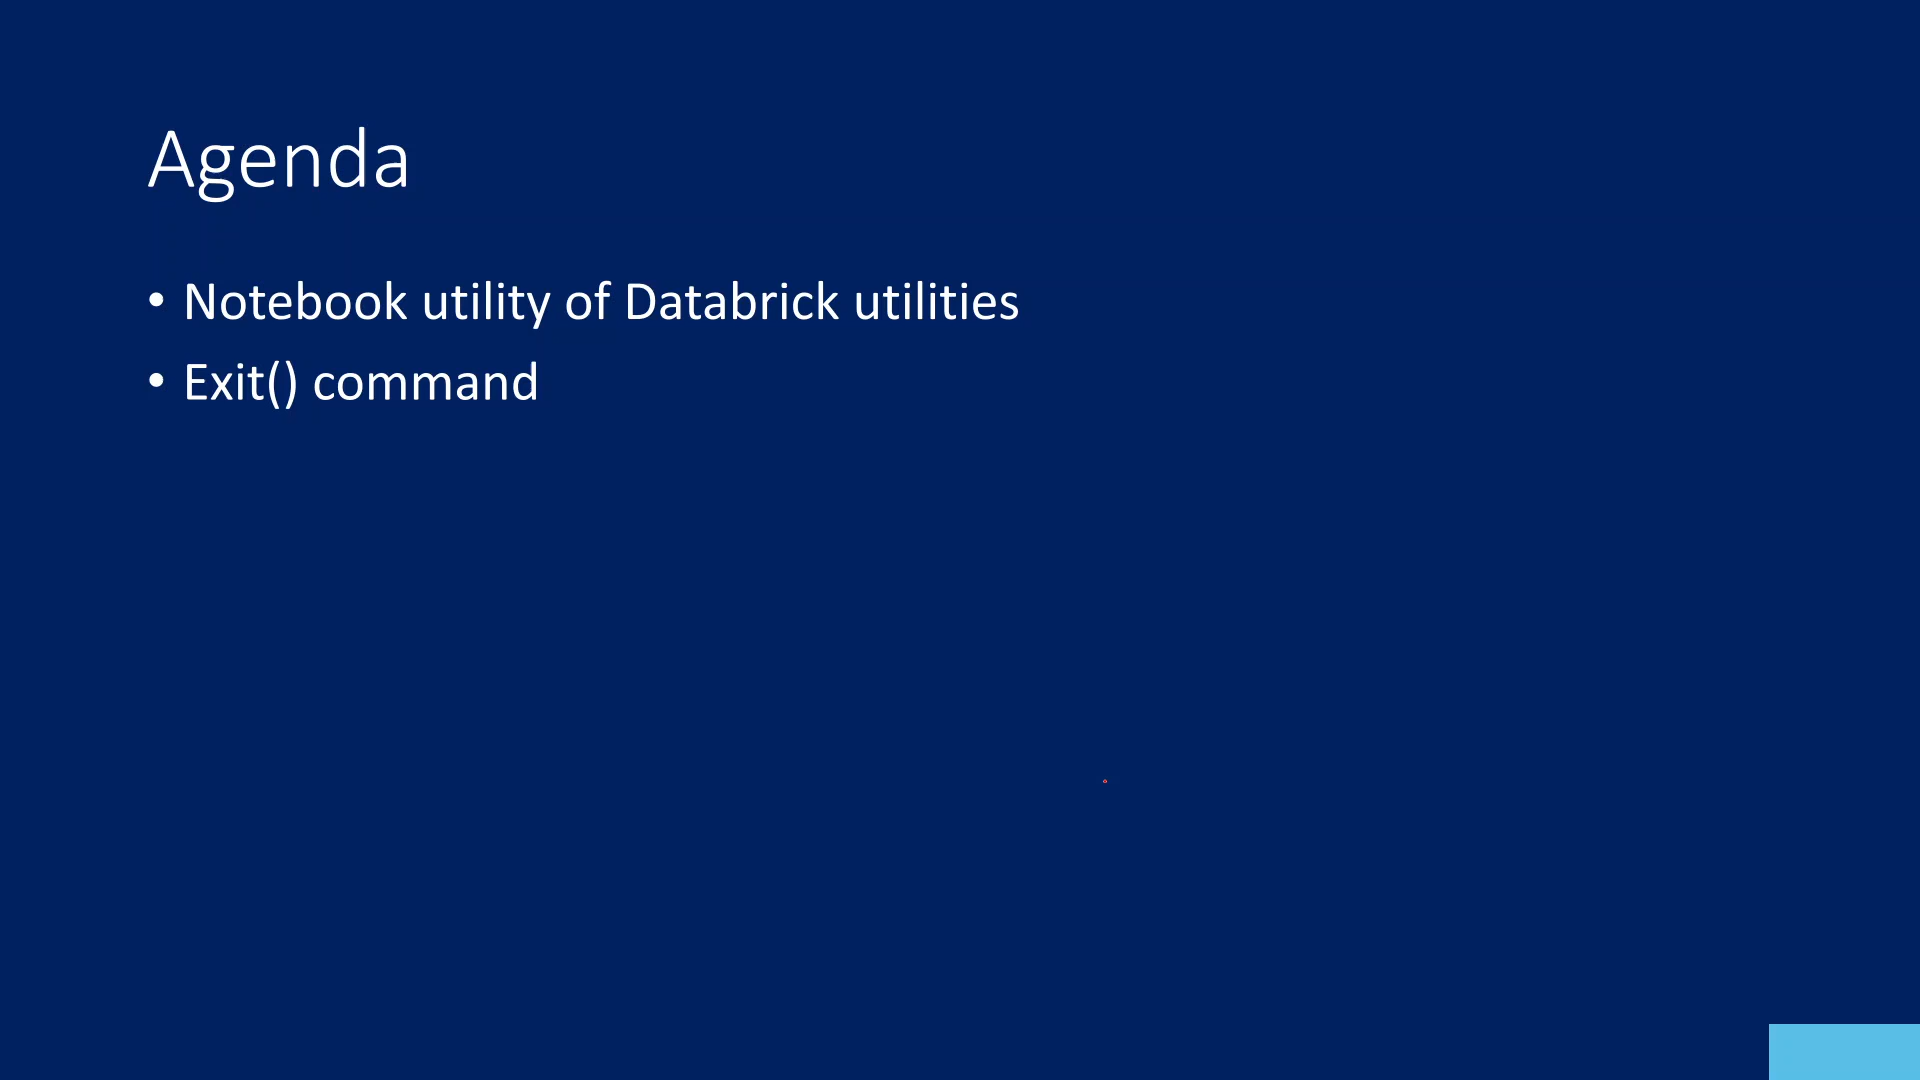 Agenda
• Notebook utility of Databrick utilities
• Exit() command